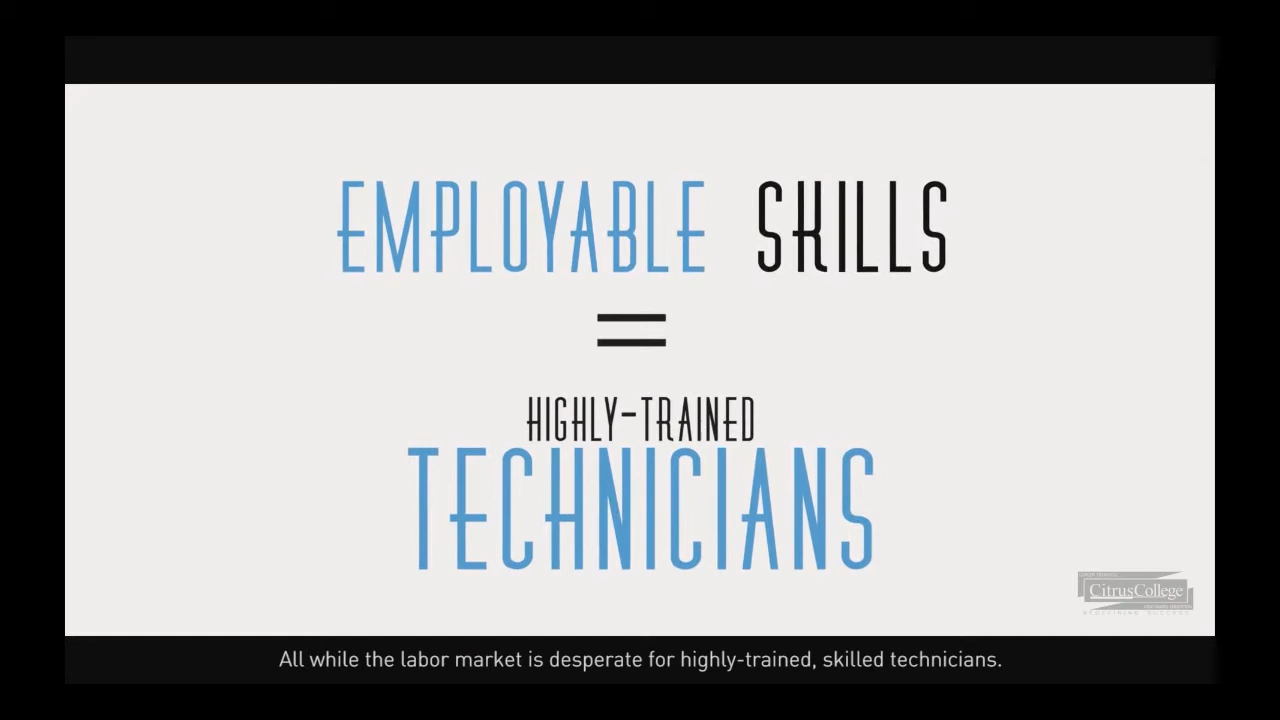 EMPLOYABLE SKILLS
=
HIGHLY-TRAINED
TECHNICIANS
CitrusCollege
All while the labor market is desperate for highly-trained, skilled technicians.